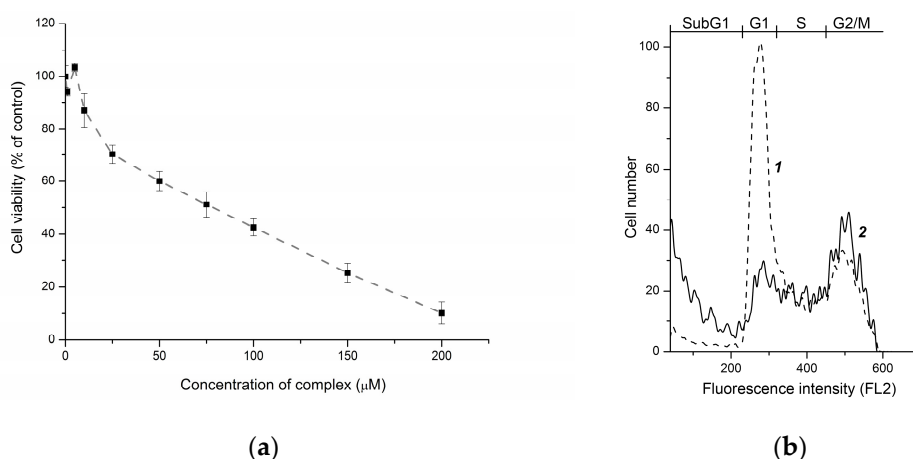 120
100
80
60
40
20
0
Cell viability (% of control)
0 50 100 150 200
Concentration of complex (μM)
(a)
SubG1 G1 S G2/M
100
80
60
40
20
0
Cell number
1
2
200 400 600
Fluorescence intensity (FL2)
(b)